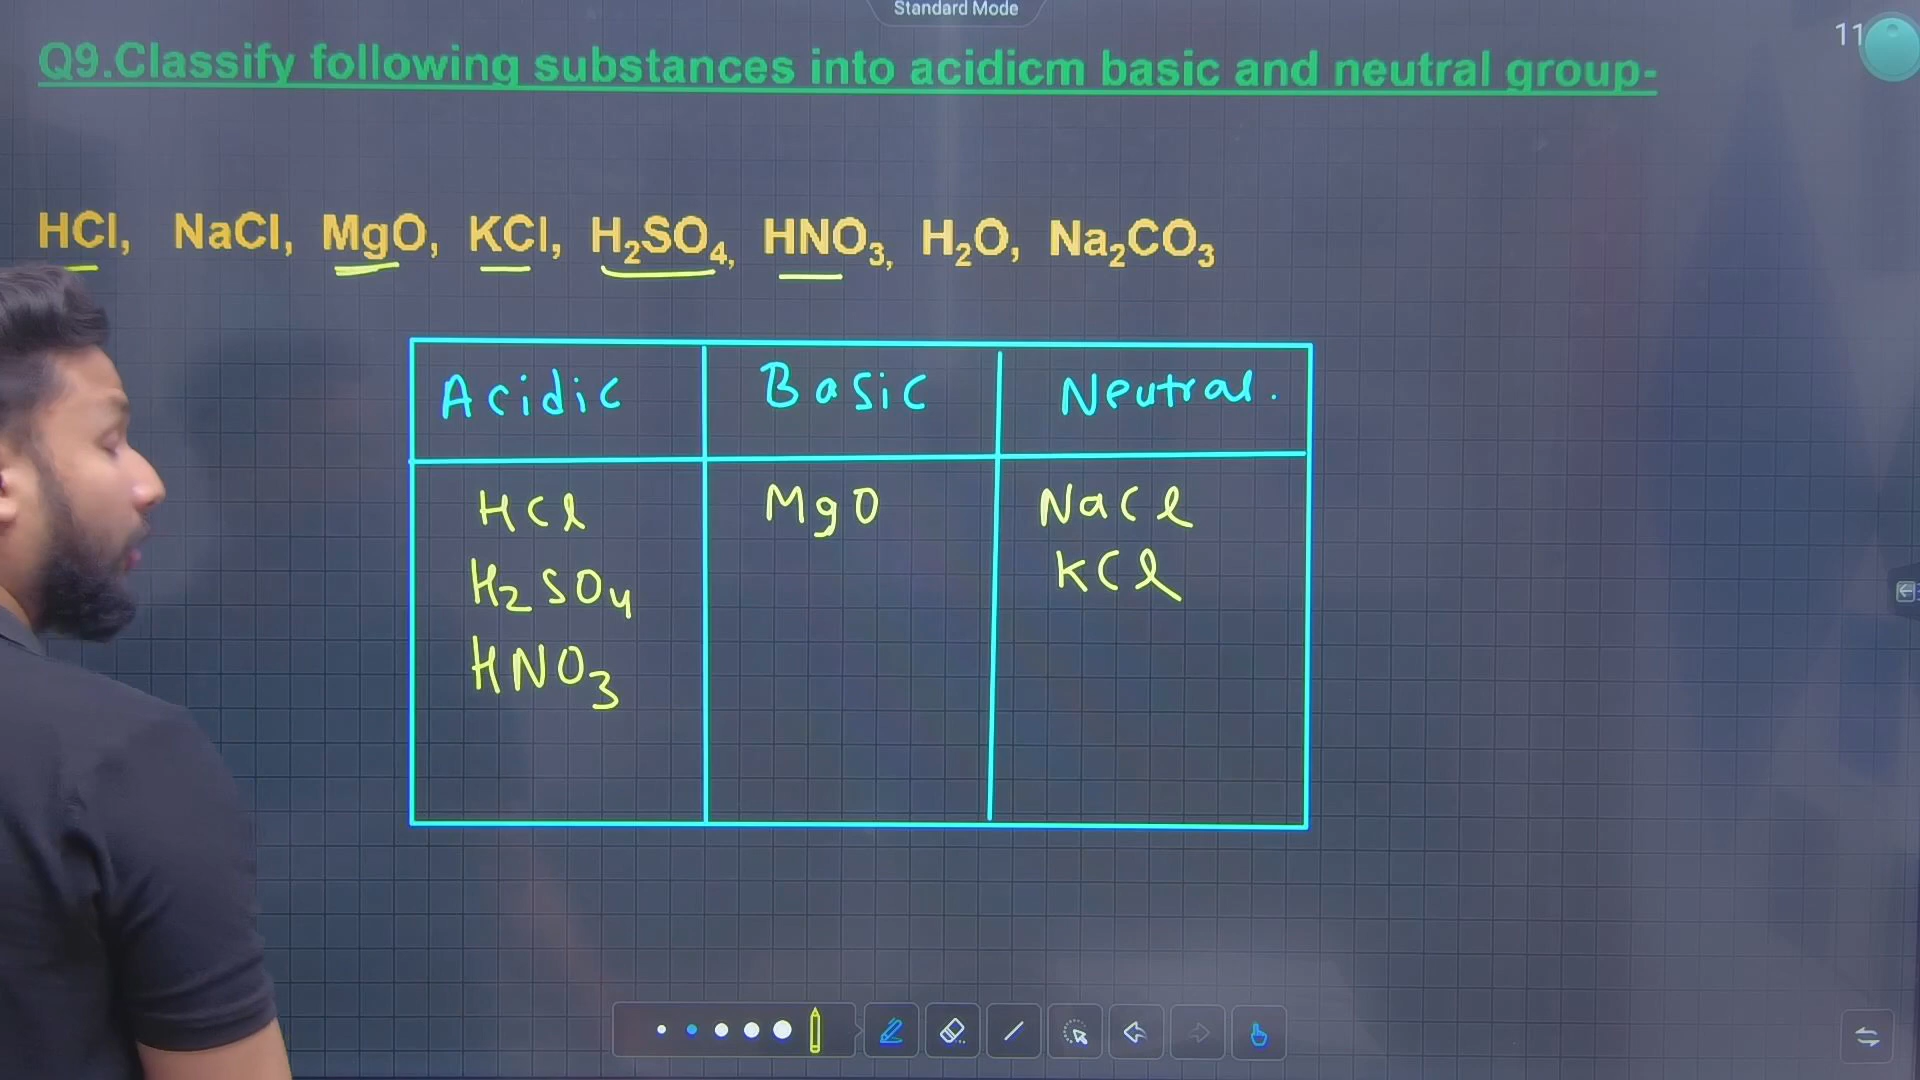 Standard Mode
11
Q9.Classify following substances into acidicm basic and neutral group-
HCl, NaCl, MgO, KCl, H₂SO₄, HNO₃, H₂O, Na₂CO₃
Acidic Basic Neutral.
HCl MgO NaCl
H₂SO₄ KCl
HNO₃